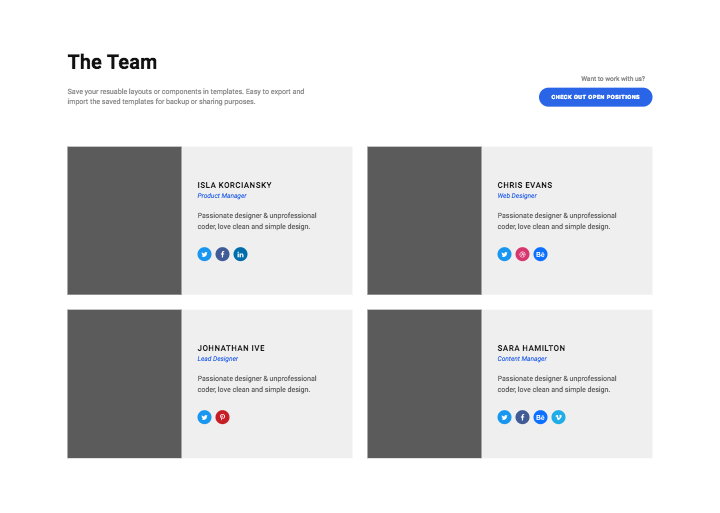 The Team
Save your resuable layouts or components in templates. Easy to export and
import the saved templates for backup or sharing purposes.
Want to work with us?
CHECK OUT OPEN POSITIONS
ISLA KORCIANSKY
Product Manager
Passionate designer & unprofessional
coder, love clean and simple design.
CHRIS EVANS
Web Designer
Passionate designer & unprofessional
coder, love clean and simple design.
JOHNATHAN IVE
Lead Designer
Passionate designer & unprofessional
coder, love clean and simple design.
SARA HAMILTON
Content Manager
Passionate designer & unprofessional
coder, love clean and simple design.